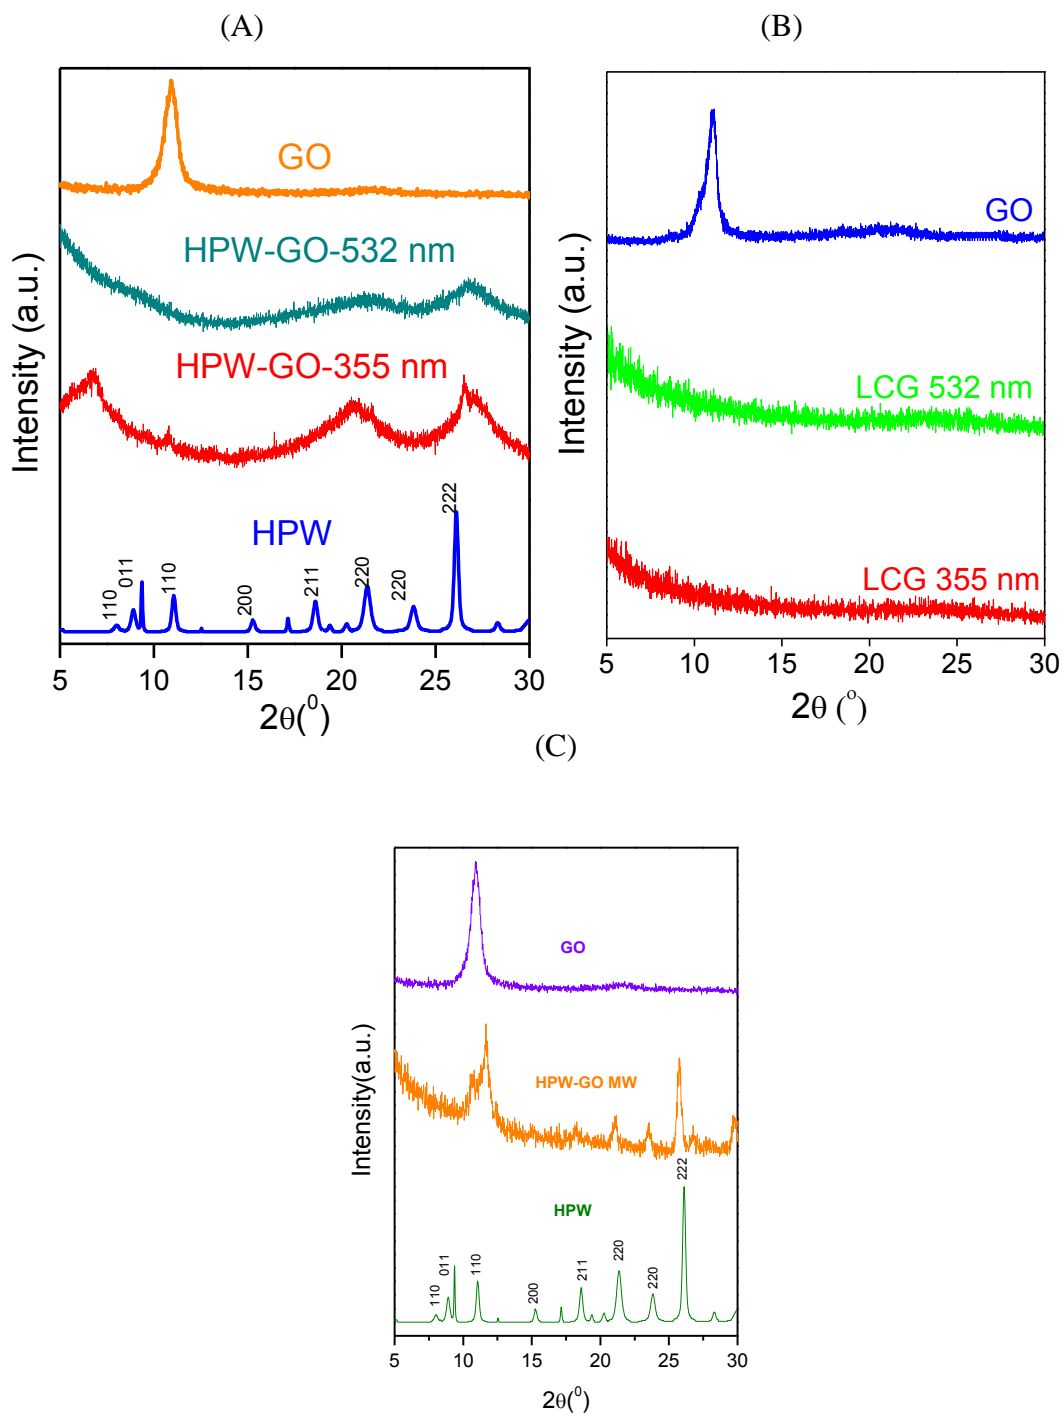 (A)
(B)
GO
HPW-GO-532 nm
HPW-GO-355 nm
HPW
110
011
110
200
211
220
220
222
Intensity (a.u.)
5 10 15 20 25 30
2θ(⁰)
GO
LCG 532 nm
LCG 355 nm
Intensity (a.u.)
5 10 15 20 25 30
2θ (°)
(C)
GO
HPW-GO MW
HPW
110
011
110
200
211
220
220
222
Intensity(a.u.)
5 10 15 20 25 30
2θ(⁰)